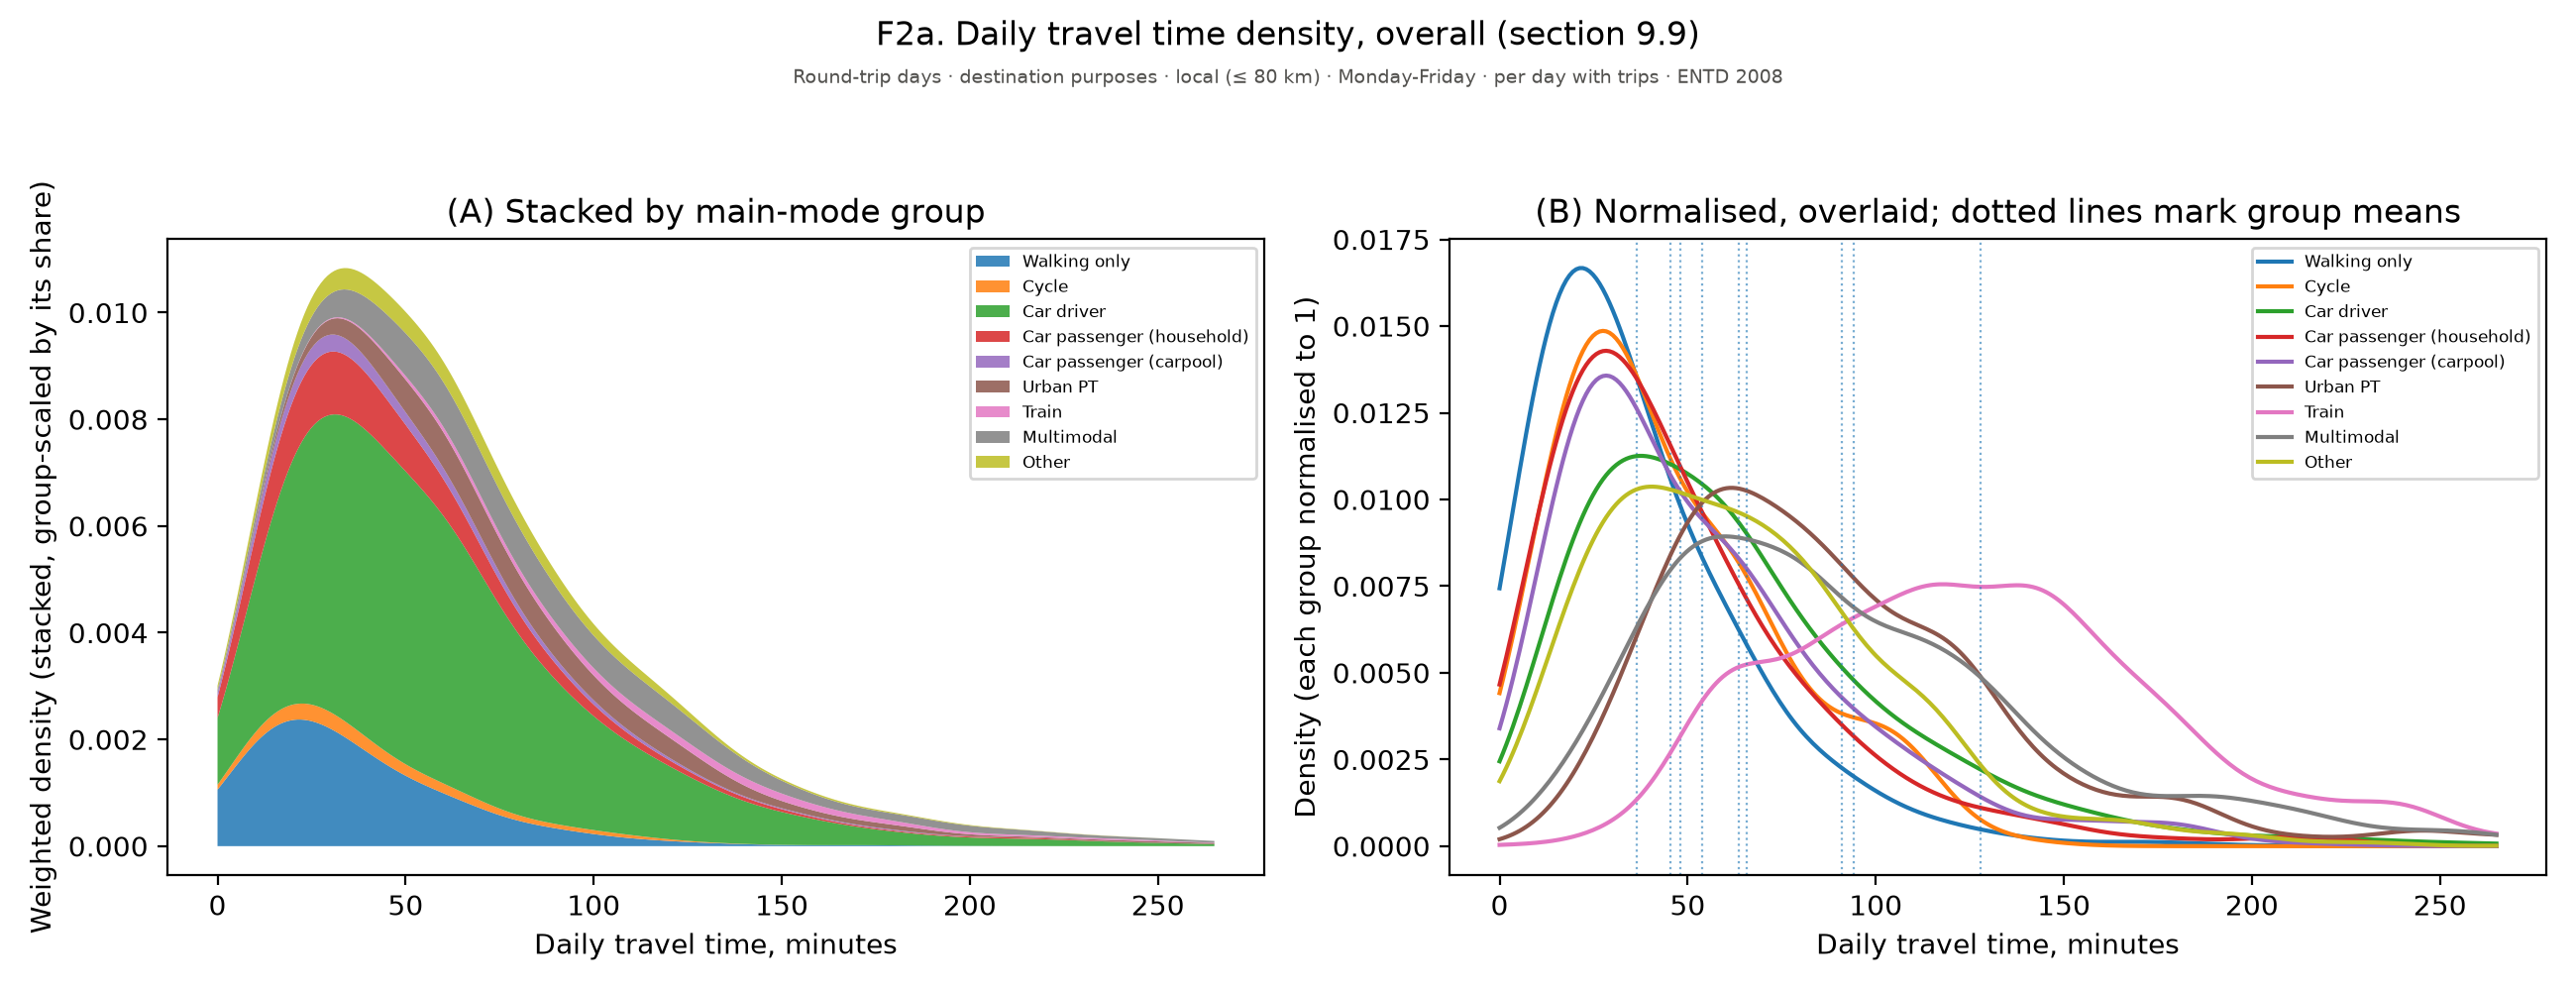 F2a. Daily travel time density, overall (section 9.9)
Round-trip days · destination purposes · local (≤ 80 km) · Monday-Friday · per day with trips · ENTD 2008
(A) Stacked by main-mode group
Weighted density (stacked, group-scaled by its share)
0.010
0.008
0.006
0.004
0.002
0.000
Walking only
Cycle
Car driver
Car passenger (household)
Car passenger (carpool)
Urban PT
Train
Multimodal
Other
0 50 100 150 200 250
Daily travel time, minutes
(B) Normalised, overlaid; dotted lines mark group means
Density (each group normalised to 1)
0.0175
0.0150
0.0125
0.0100
0.0075
0.0050
0.0025
0.0000
Walking only
Cycle
Car driver
Car passenger (household)
Car passenger (carpool)
Urban PT
Train
Multimodal
Other
0 50 100 150 200 250
Daily travel time, minutes